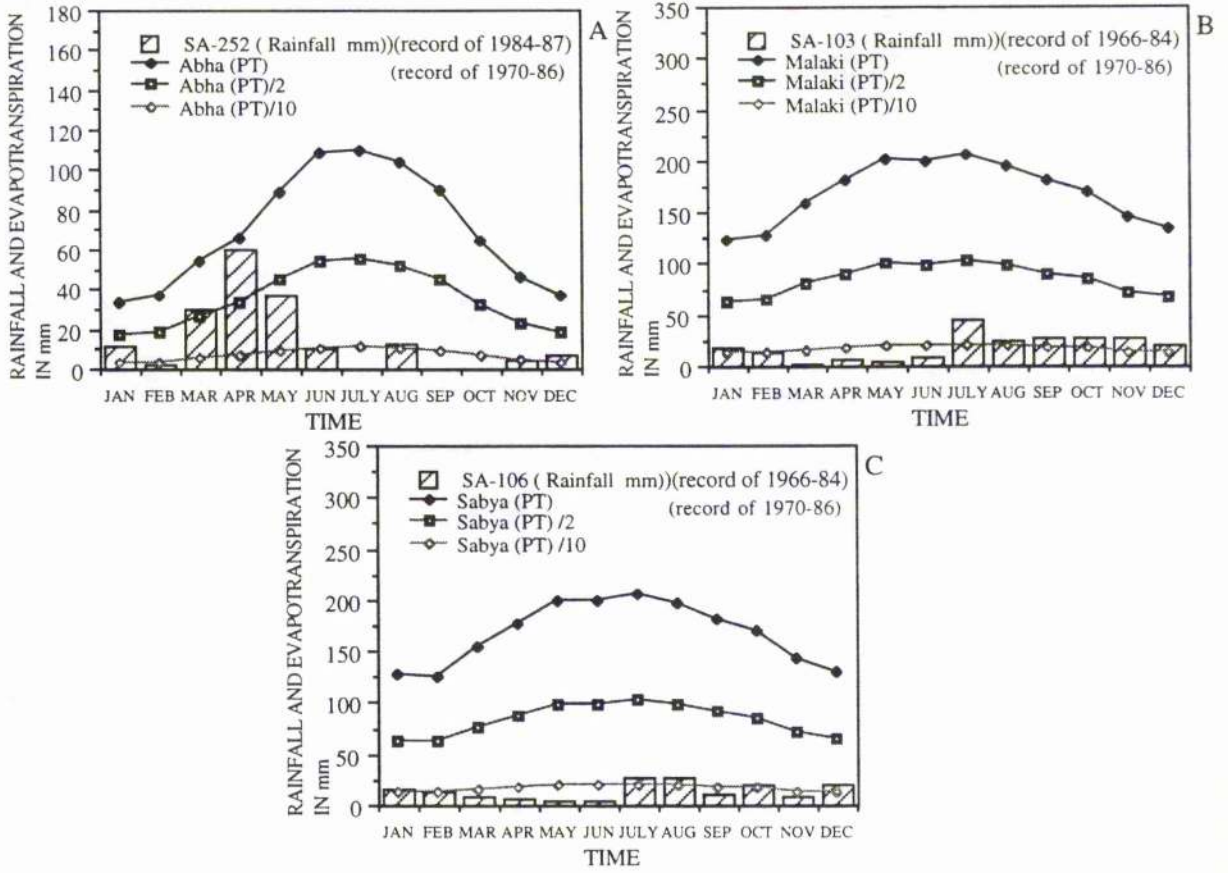 A
RAINFALL AND EVAPOTRANSPIRATION
IN mm
180
160
140
120
100
80
60
40
20
0
SA-252 ( Rainfall mm))(record of 1984-87)
Abha (PT) (record of 1970-86)
Abha (PT)/2
Abha (PT)/10
JAN FEB MAR APR MAY JUN JULY AUG SEP OCT NOV DEC
TIME
B
RAINFALL AND EVAPOTRANSPIRATION
IN mm
350
300
250
200
150
100
50
0
SA-103 ( Rainfall mm))(record of 1966-84)
Malaki (PT) (record of 1970-86)
Malaki (PT)/2
Malaki (PT)/10
JAN FEB MAR APR MAY JUN JULY AUG SEP OCT NOV DEC
TIME
C
RAINFALL AND EVAPOTRANSPIRATION
IN mm
350
300
250
200
150
100
50
0
SA-106 ( Rainfall mm))(record of 1966-84)
Sabya (PT) (record of 1970-86)
Sabya (PT) /2
Sabya (PT) /10
JAN FEB MAR APR MAY JUN JULY AUG SEP OCT NOV DEC
TIME